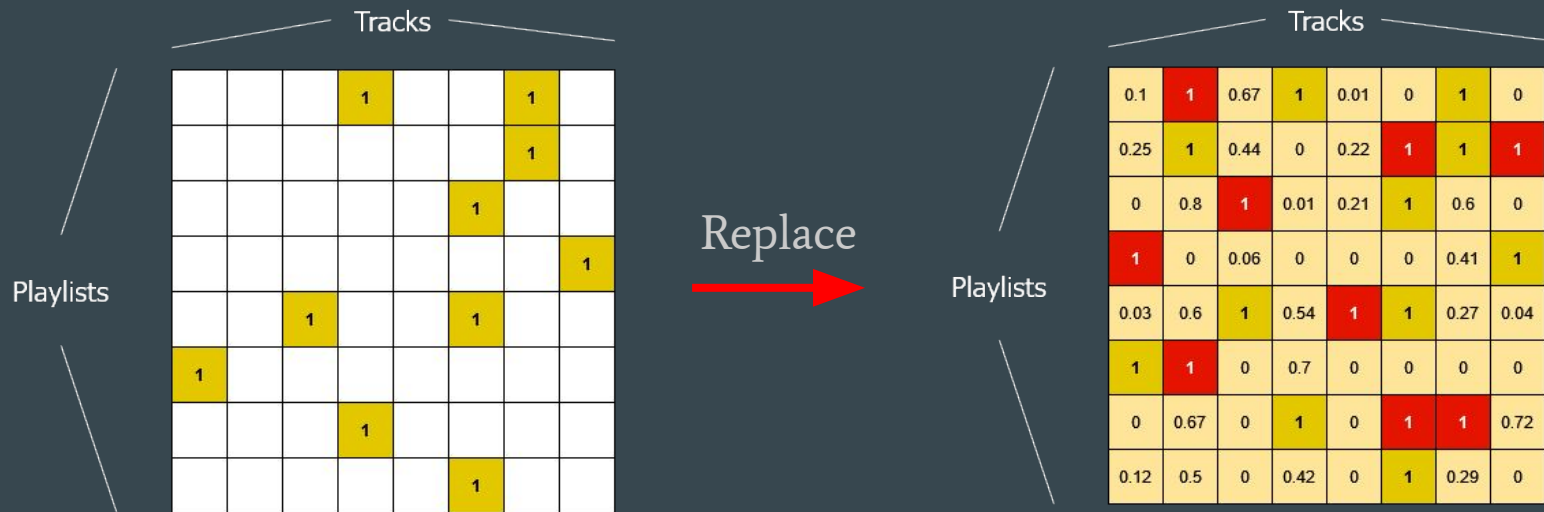 Tracks
Tracks
Playlists
Playlists
Replace
1 1
1
1
1
1 1
1
1
1
0.1 1 0.67 1 0.01 0 1 0
0.25 1 0.44 0 0.22 1 1 1
0 0.8 1 0.01 0.21 1 0.6 0
1 0 0.06 0 0 0 0.41 1
0.03 0.6 1 0.54 1 1 0.27 0.04
1 1 0 0.7 0 0 0 0
0 0.67 0 1 0 1 1 0.72
0.12 0.5 0 0.42 0 1 0.29 0